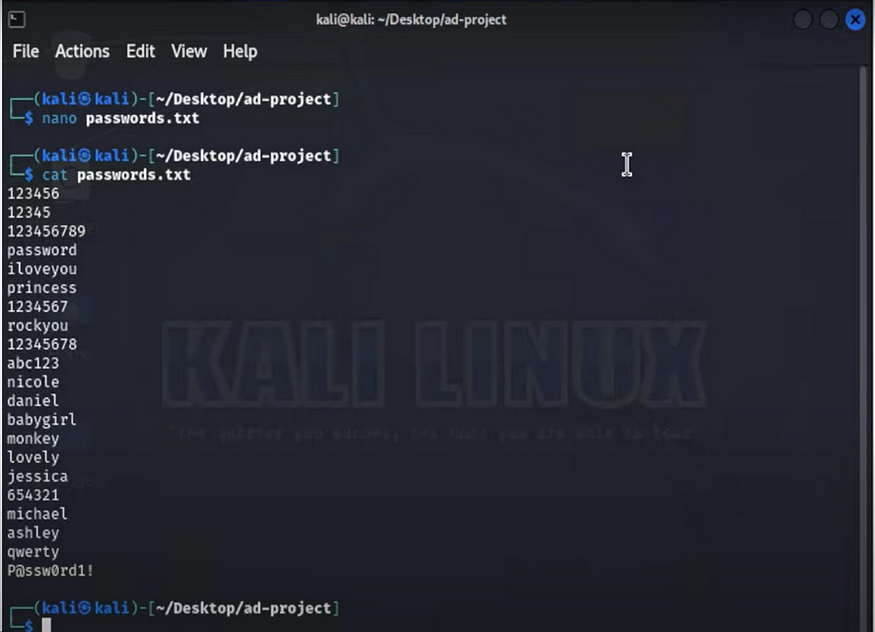 kali@kali: ~/Desktop/ad-project
File Actions Edit View Help
┌──(kali㉿kali)-[~/Desktop/ad-project]
└─$ nano passwords.txt
┌──(kali㉿kali)-[~/Desktop/ad-project]
└─$ cat passwords.txt
123456
12345
123456789
password
iloveyou
princess
1234567
rockyou
12345678
abc123
nicole
daniel
babygirl
monkey
lovely
jessica
654321
michael
ashley
qwerty
P@ssw0rd1!
┌──(kali㉿kali)-[~/Desktop/ad-project]
└─$
KALI LINUX
"the quieter you become, the more you are able to hear"